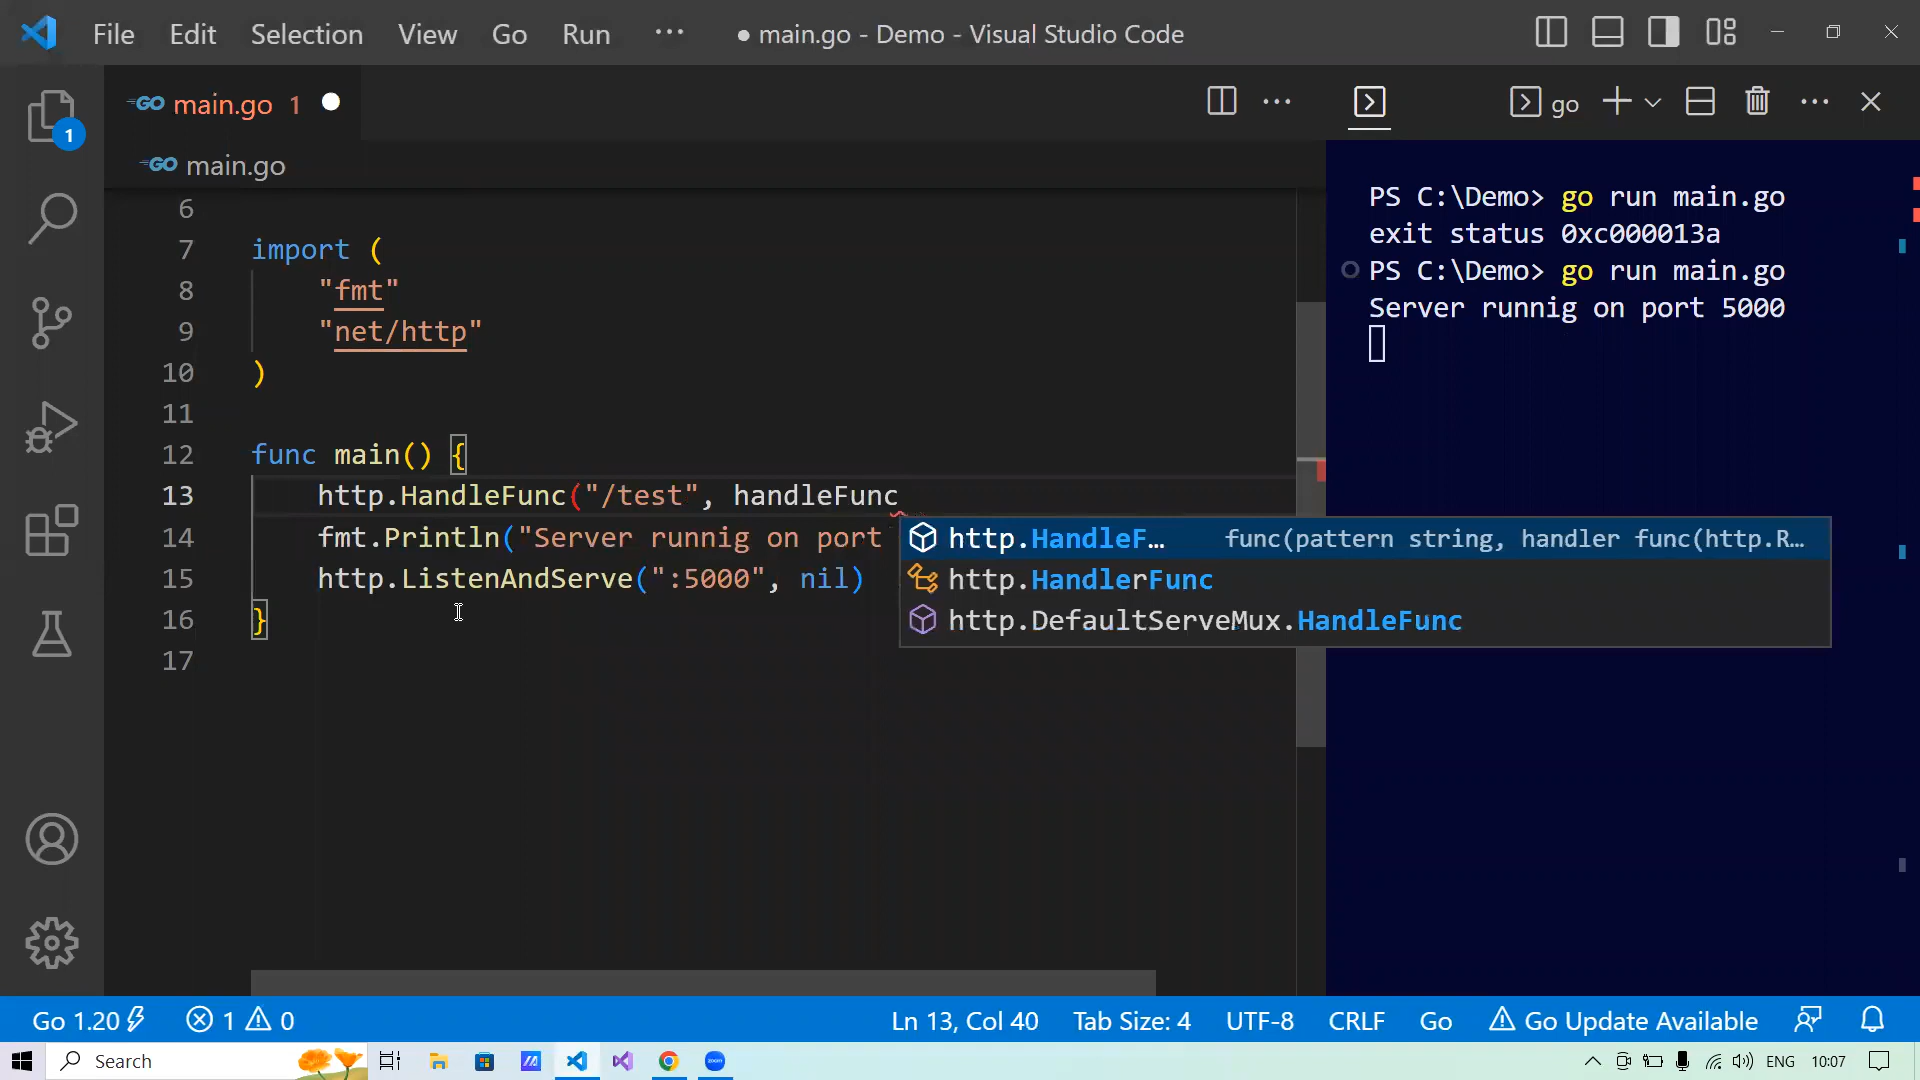 File Edit Selection View Go Run ··· ● main.go - Demo - Visual Studio Code
GO main.go 1
go
GO main.go
1
6
7 import (
8 "fmt"
9 "net/http"
10 )
11
12 func main() {
13 http.HandleFunc("/test", handleFunc
14 fmt.Println("Server runnig on port
15 http.ListenAndServe(":5000", nil)
16 }
17
http.HandleF… func(pattern string, handler func(http.R…
http.HandlerFunc
http.DefaultServeMux.HandleFunc
PS C:\Demo> go run main.go
exit status 0xc000013a
PS C:\Demo> go run main.go
Server runnig on port 5000
Go 1.20 1 0 Ln 13, Col 40 Tab Size: 4 UTF-8 CRLF Go Go Update Available
Search zoom ENG 10:07